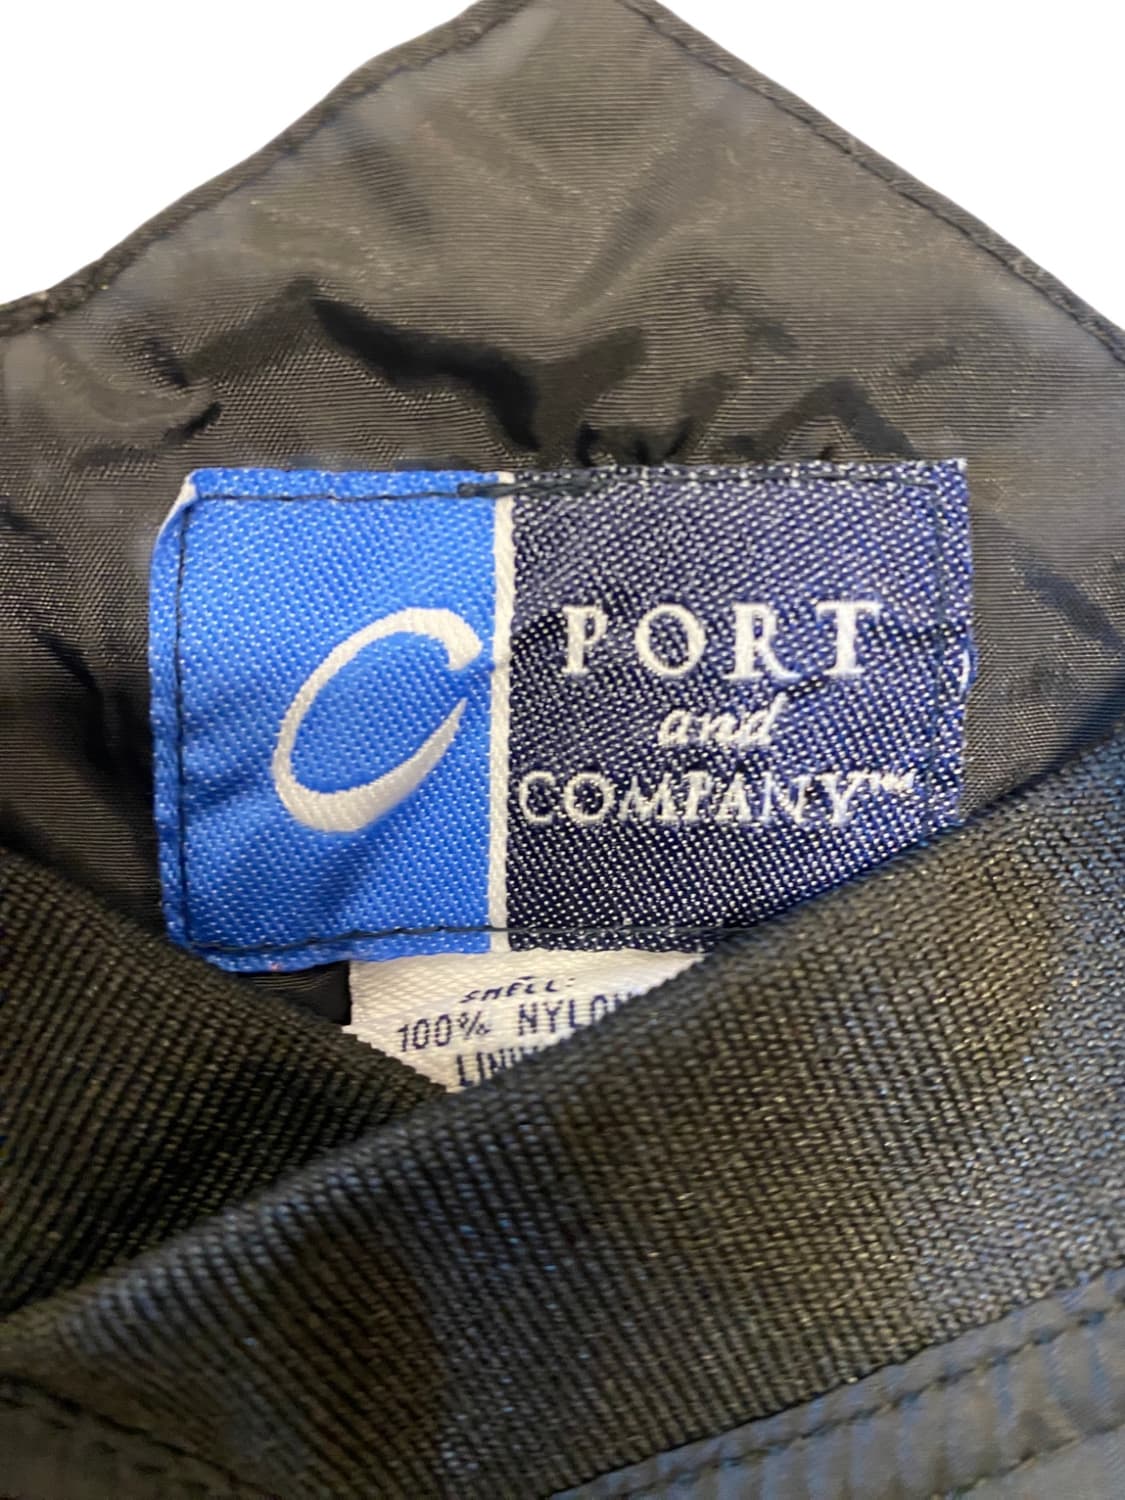 C
PORT
and
COMPANY™
SHELL:
100% NYLON